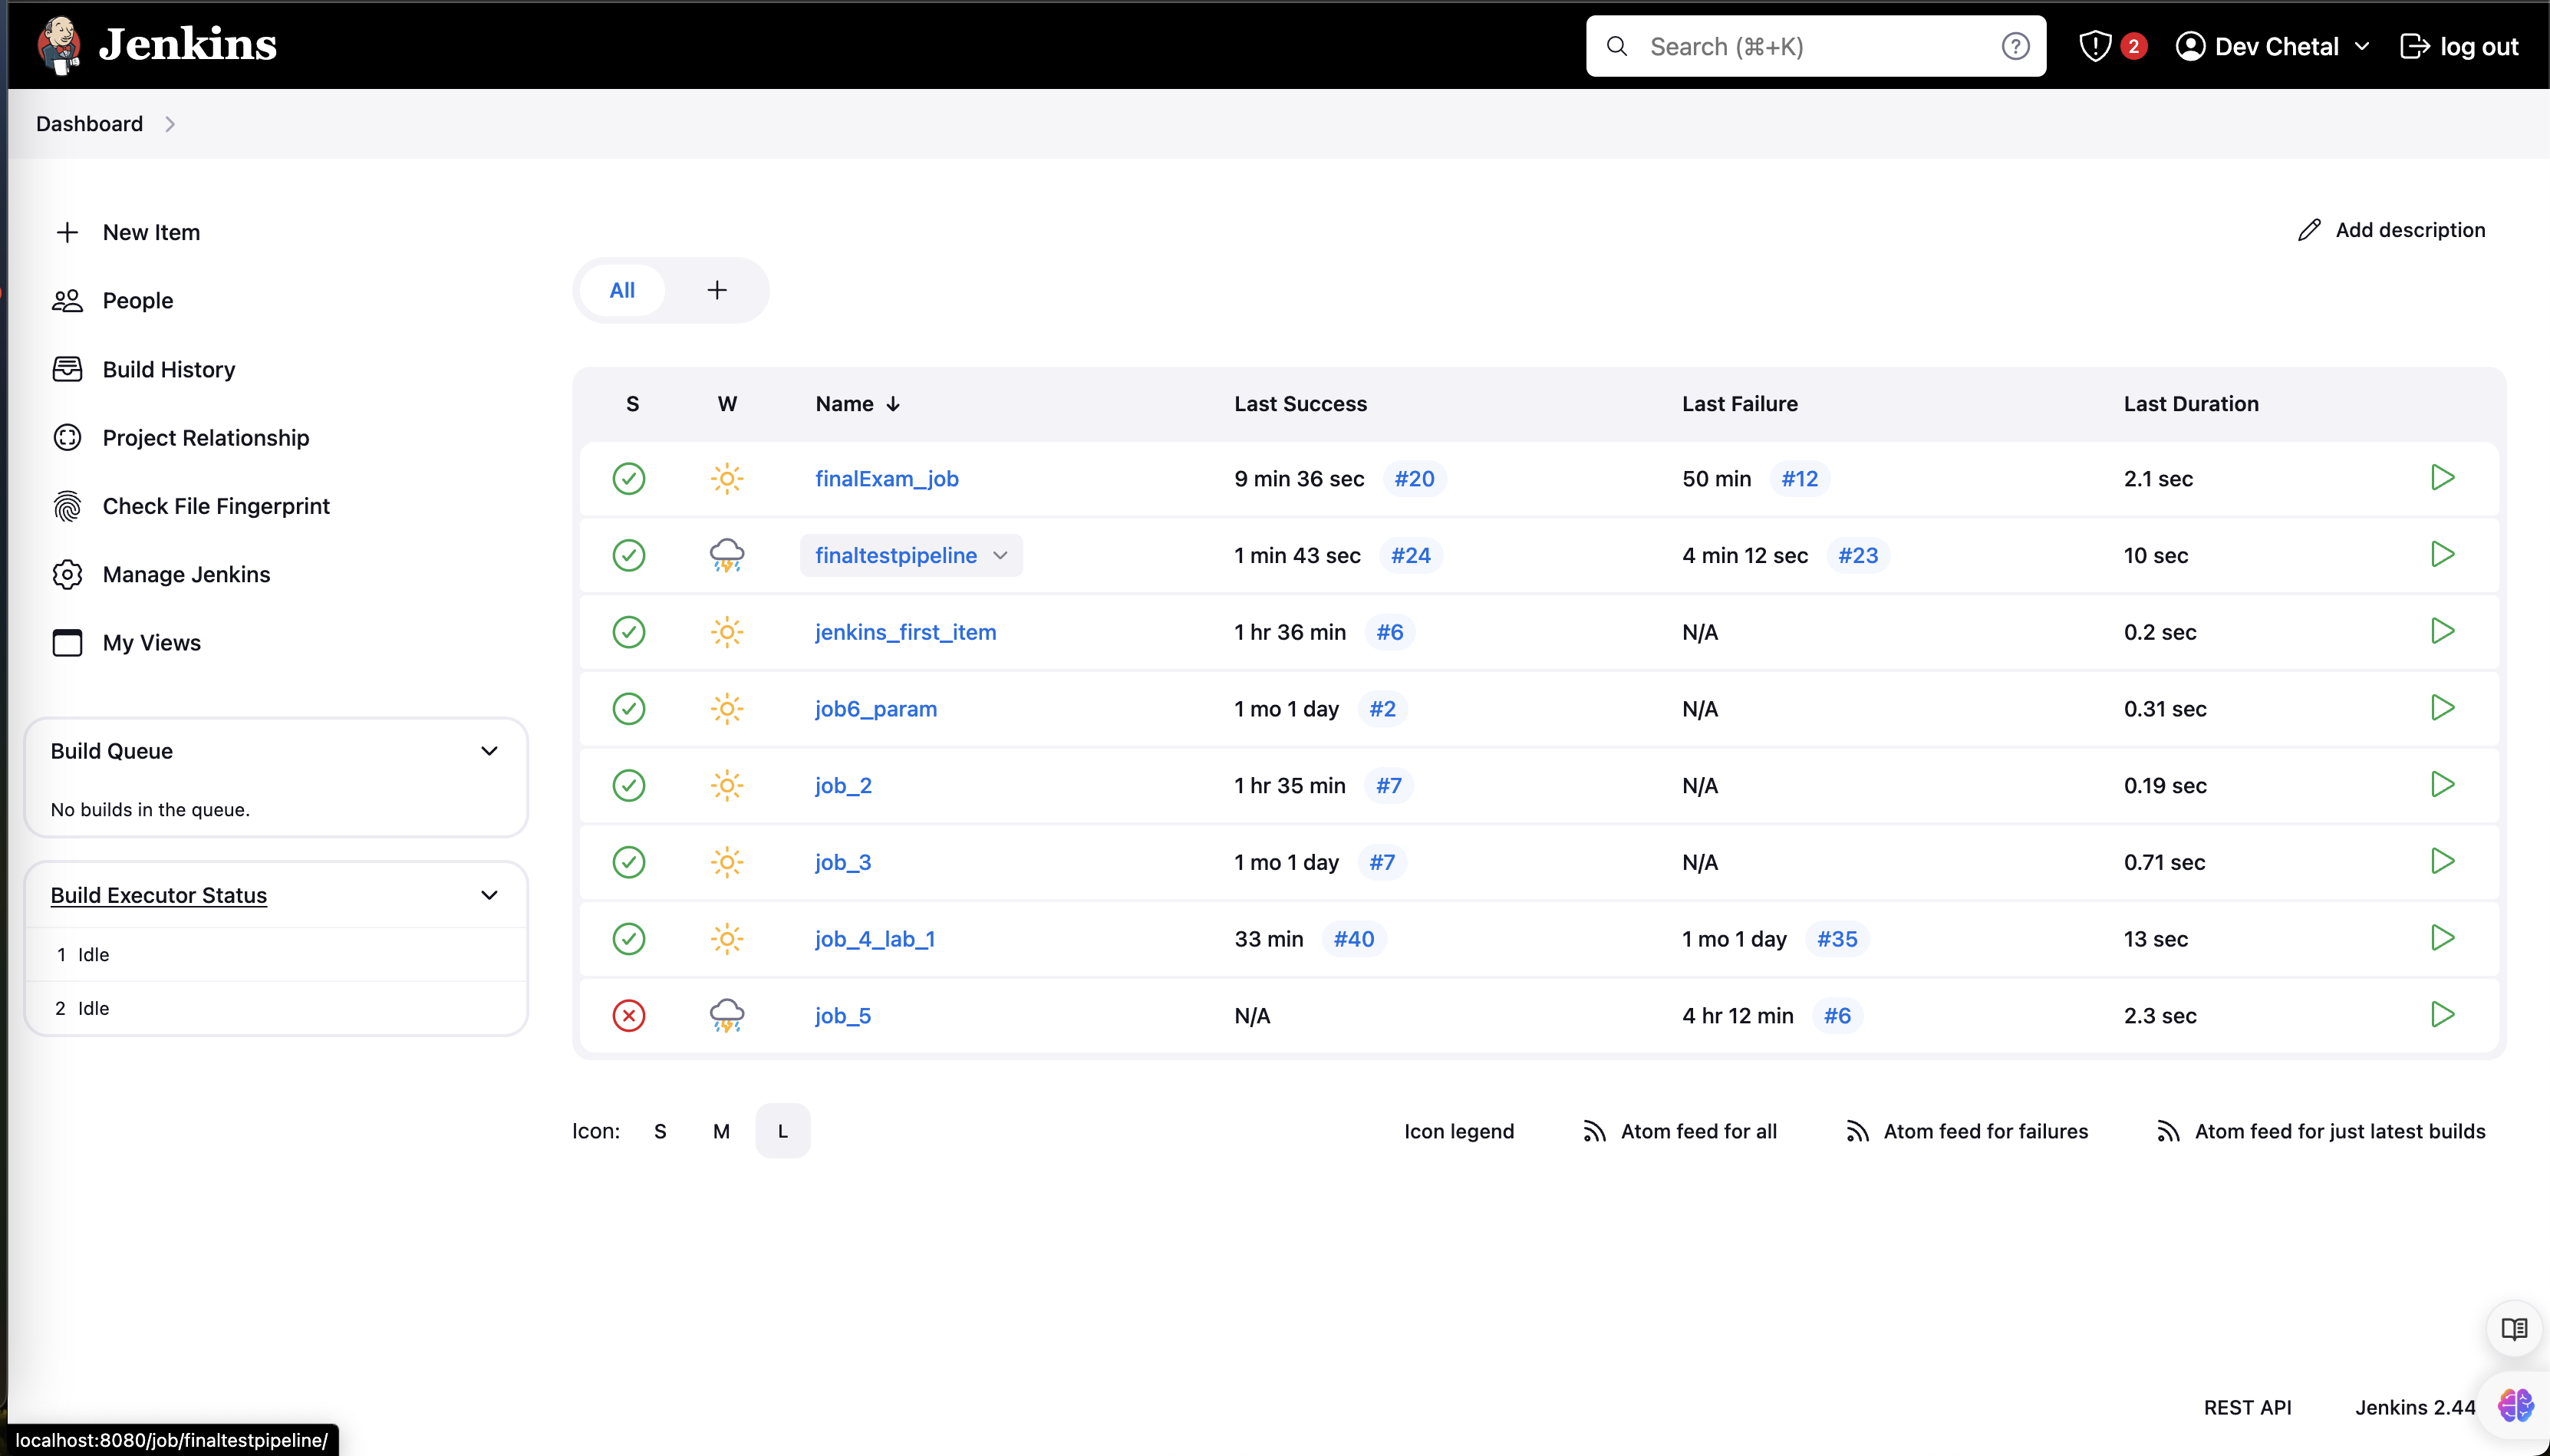 Jenkins
Search (⌘+K)
2
Dev Chetal
log out
Dashboard
New Item
People
Build History
Project Relationship
Check File Fingerprint
Manage Jenkins
My Views
Build Queue
No builds in the queue.
Build Executor Status
1 Idle
2 Idle
Add description
All +
S W Name ↓ Last Success Last Failure Last Duration
finalExam_job 9 min 36 sec #20 50 min #12 2.1 sec
finaltestpipeline 1 min 43 sec #24 4 min 12 sec #23 10 sec
jenkins_first_item 1 hr 36 min #6 N/A 0.2 sec
job6_param 1 mo 1 day #2 N/A 0.31 sec
job_2 1 hr 35 min #7 N/A 0.19 sec
job_3 1 mo 1 day #7 N/A 0.71 sec
job_4_lab_1 33 min #40 1 mo 1 day #35 13 sec
job_5 N/A 4 hr 12 min #6 2.3 sec
Icon: S M L
Icon legend
Atom feed for all
Atom feed for failures
Atom feed for just latest builds
REST API
Jenkins 2.44
localhost:8080/job/finaltestpipeline/